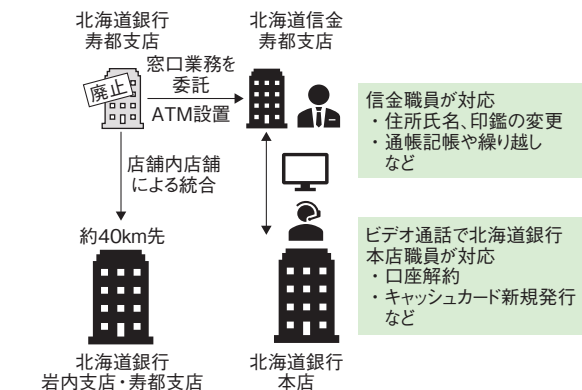 北海道銀行
寿都支店
北海道信金
寿都支店
廃止
窓口業務を
委託
ATM設置
信金職員が対応
・住所氏名、印鑑の変更
・通帳記帳や繰り越し
など
店舗内店舗
による統合
約40km先
ビデオ通話で北海道銀行
本店職員が対応
・口座解約
・キャッシュカード新規発行
など
北海道銀行
岩内支店・寿都支店
北海道銀行
本店